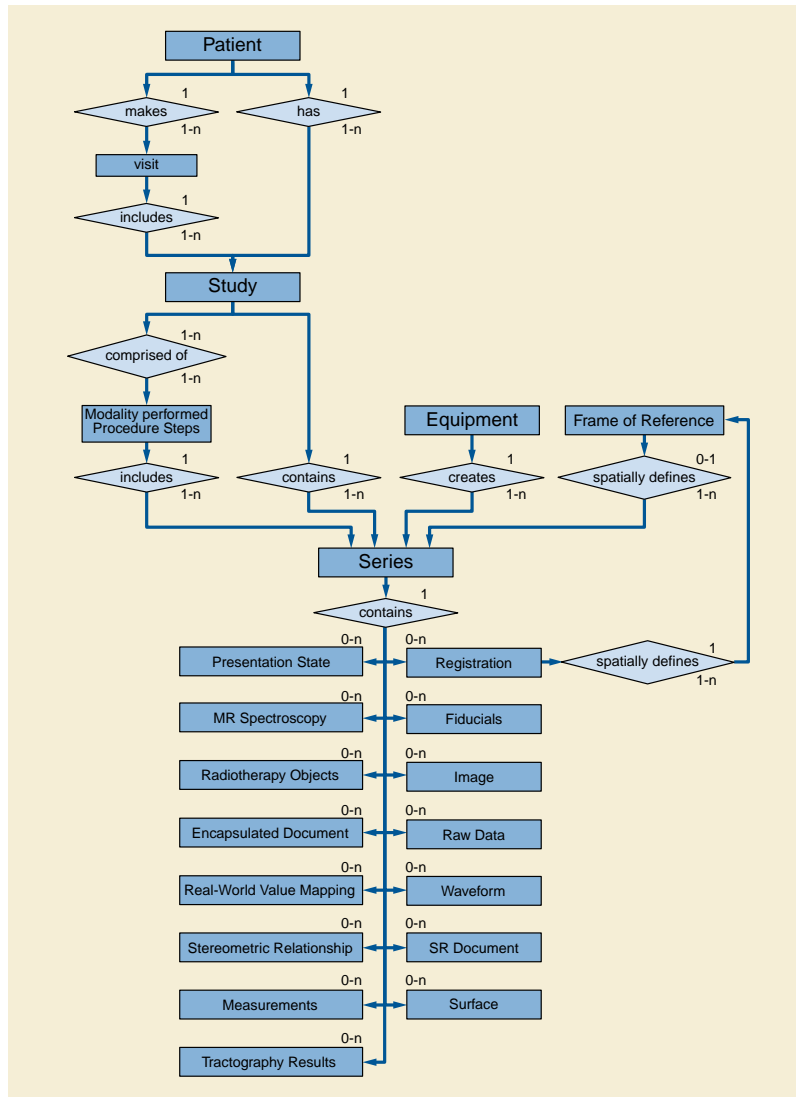 Patient
1
1
makes
has
1-n
1-n
visit
1
includes
1-n
Study
1-n
comprised of
1-n
Modality performed
Procedure Steps
Equipment
Frame of Reference
1
1
1
0-1
includes
contains
creates
spatially defines
1-n
1-n
1-n
1-n
Series
1
contains
0-n
0-n
1
Presentation State
Registration
spatially defines
1-n
0-n
0-n
MR Spectroscopy
Fiducials
0-n
0-n
Radiotherapy Objects
Image
0-n
0-n
Encapsulated Document
Raw Data
0-n
0-n
Real-World Value Mapping
Waveform
0-n
0-n
Stereometric Relationship
SR Document
0-n
0-n
Measurements
Surface
0-n
Tractography Results